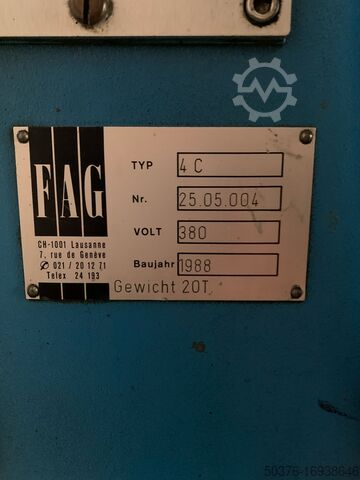 FAG
CH-1001 Lausanne
7, rue de Genève
✆ 021 / 20 12 71
Telex 24 193
TYP 4 C
Nr. 25.05.004
VOLT 380
Baujahr 1988
Gewicht 20T
50376-16938646